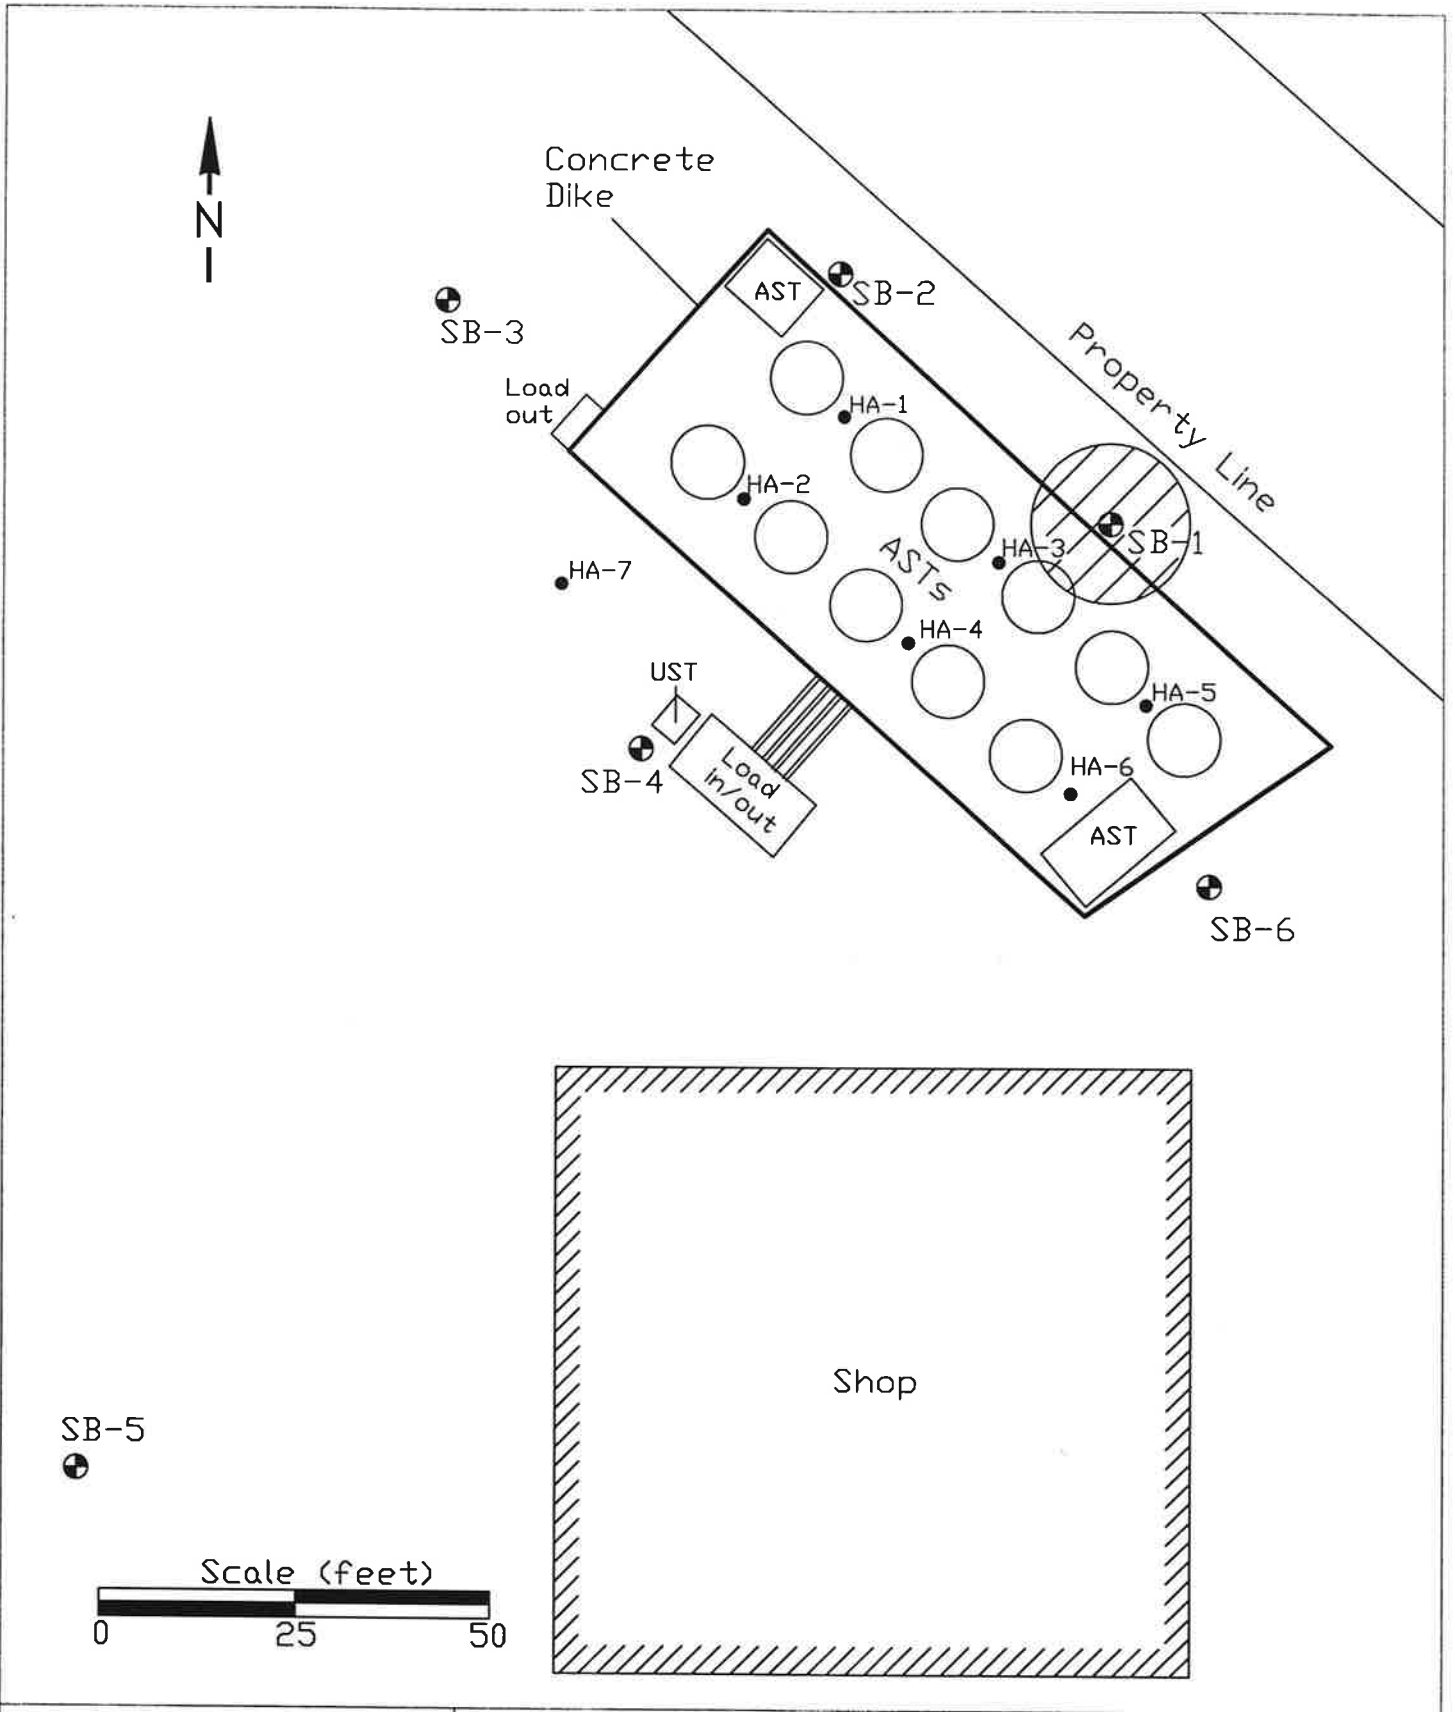 Concrete
Dike
N
AST
SB-2
SB-3
Property Line
Load
out
HA-1
HA-2
SB-1
HA-3
ASTs
HA-7
HA-4
UST
HA-5
SB-4
Load
in/out
HA-6
AST
SB-6
Shop
SB-5
Scale (feet)
0 25 50